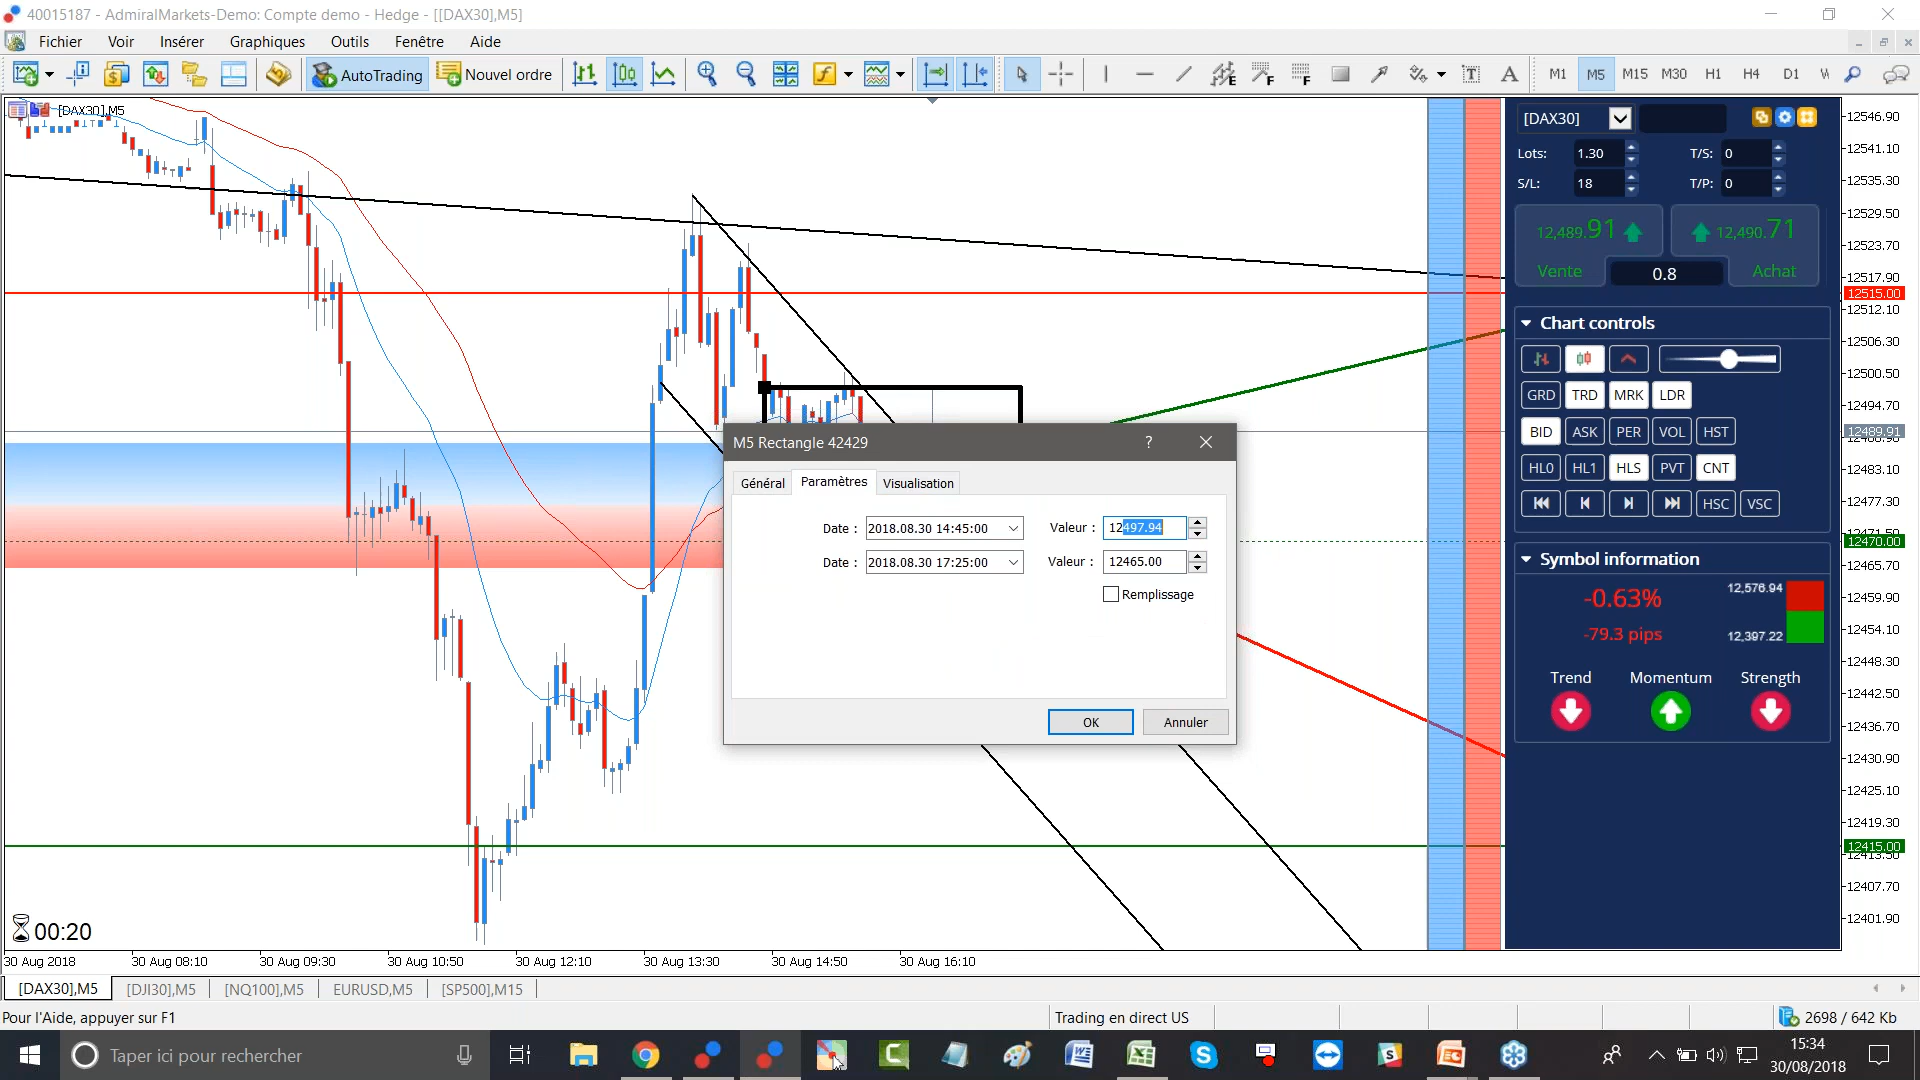 40015187 - AdmiralMarkets-Demo: Compte demo - Hedge - [[DAX30],M5]
Fichier Voir Insérer Graphiques Outils Fenêtre Aide
AutoTrading Nouvel ordre M1 M5 M15 M30 H1 H4 D1
[DAX30],M5
12546.90
12541.10
12535.30
12529.50
12523.70
12517.90
12515.00
12512.10
12506.30
12500.50
12494.70
12489.91
12483.10
12477.30
12470.00
12465.70
12459.90
12454.10
12448.30
12442.50
12436.70
12430.90
12425.10
12419.30
12415.00
12407.70
12401.90
[DAX30]
Lots: 1.30 T/S: 0
S/L: 18 T/P: 0
12,489.91 12,490.71
Vente 0.8 Achat
Chart controls
GRD TRD MRK LDR
BID ASK PER VOL HST
HL0 HL1 HLS PVT CNT
HSC VSC
Symbol information
-0.63% 12,576.94
-79.3 pips 12,397.22
Trend Momentum Strength
M5 Rectangle 42429 ?
Général Paramètres Visualisation
Date : 2018.08.30 14:45:00 Valeur : 12497.94
Date : 2018.08.30 17:25:00 Valeur : 12465.00
Remplissage
OK Annuler
00:20
30 Aug 2018 30 Aug 08:10 30 Aug 09:30 30 Aug 10:50 30 Aug 12:10 30 Aug 13:30 30 Aug 14:50 30 Aug 16:10
[DAX30],M5 [DJI30],M5 [NQ100],M5 EURUSD,M5 [SP500],M15
Pour l'Aide, appuyer sur F1 Trading en direct US 2698 / 642 Kb
Taper ici pour rechercher
15:34
30/08/2018